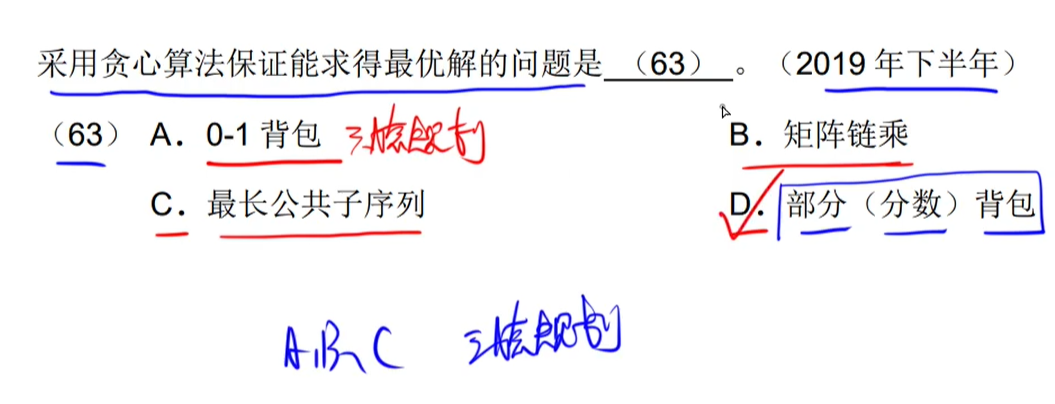 采用贪心算法保证能求得最优解的问题是 （63） 。（2019 年下半年）
（63） A．0-1 背包 动态规划 B．矩阵链乘
C．最长公共子序列 D．部分（分数）背包
A、B、C 动态规划